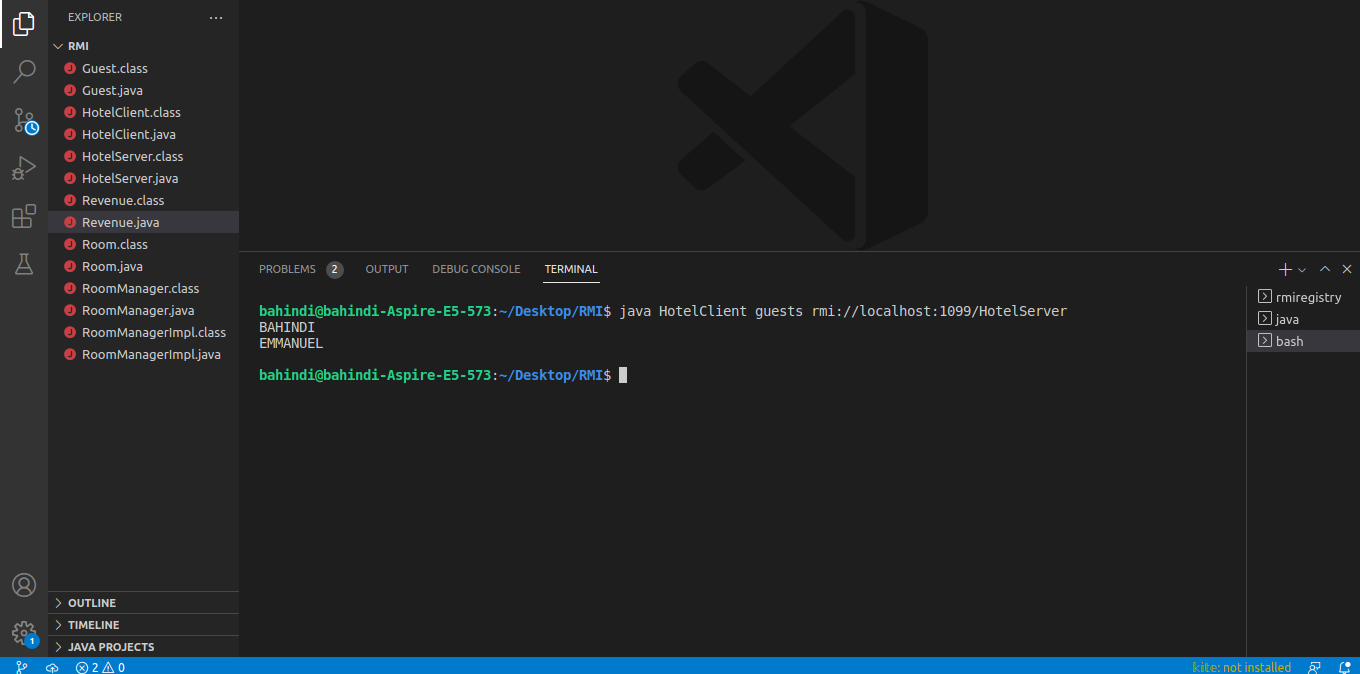 EXPLORER
RMI
Guest.class
Guest.java
HotelClient.class
HotelClient.java
HotelServer.class
HotelServer.java
Revenue.class
Revenue.java
Room.class
Room.java
RoomManager.class
RoomManager.java
RoomManagerImpl.class
RoomManagerImpl.java
OUTLINE
TIMELINE
JAVA PROJECTS
PROBLEMS 2 OUTPUT DEBUG CONSOLE TERMINAL
bahindi@bahindi-Aspire-E5-573:~/Desktop/RMI$ java HotelClient guests rmi://localhost:1099/HotelServer
BAHINDI
EMMANUEL
bahindi@bahindi-Aspire-E5-573:~/Desktop/RMI$
rmiregistry
java
bash
1
2 0
kite: not installed